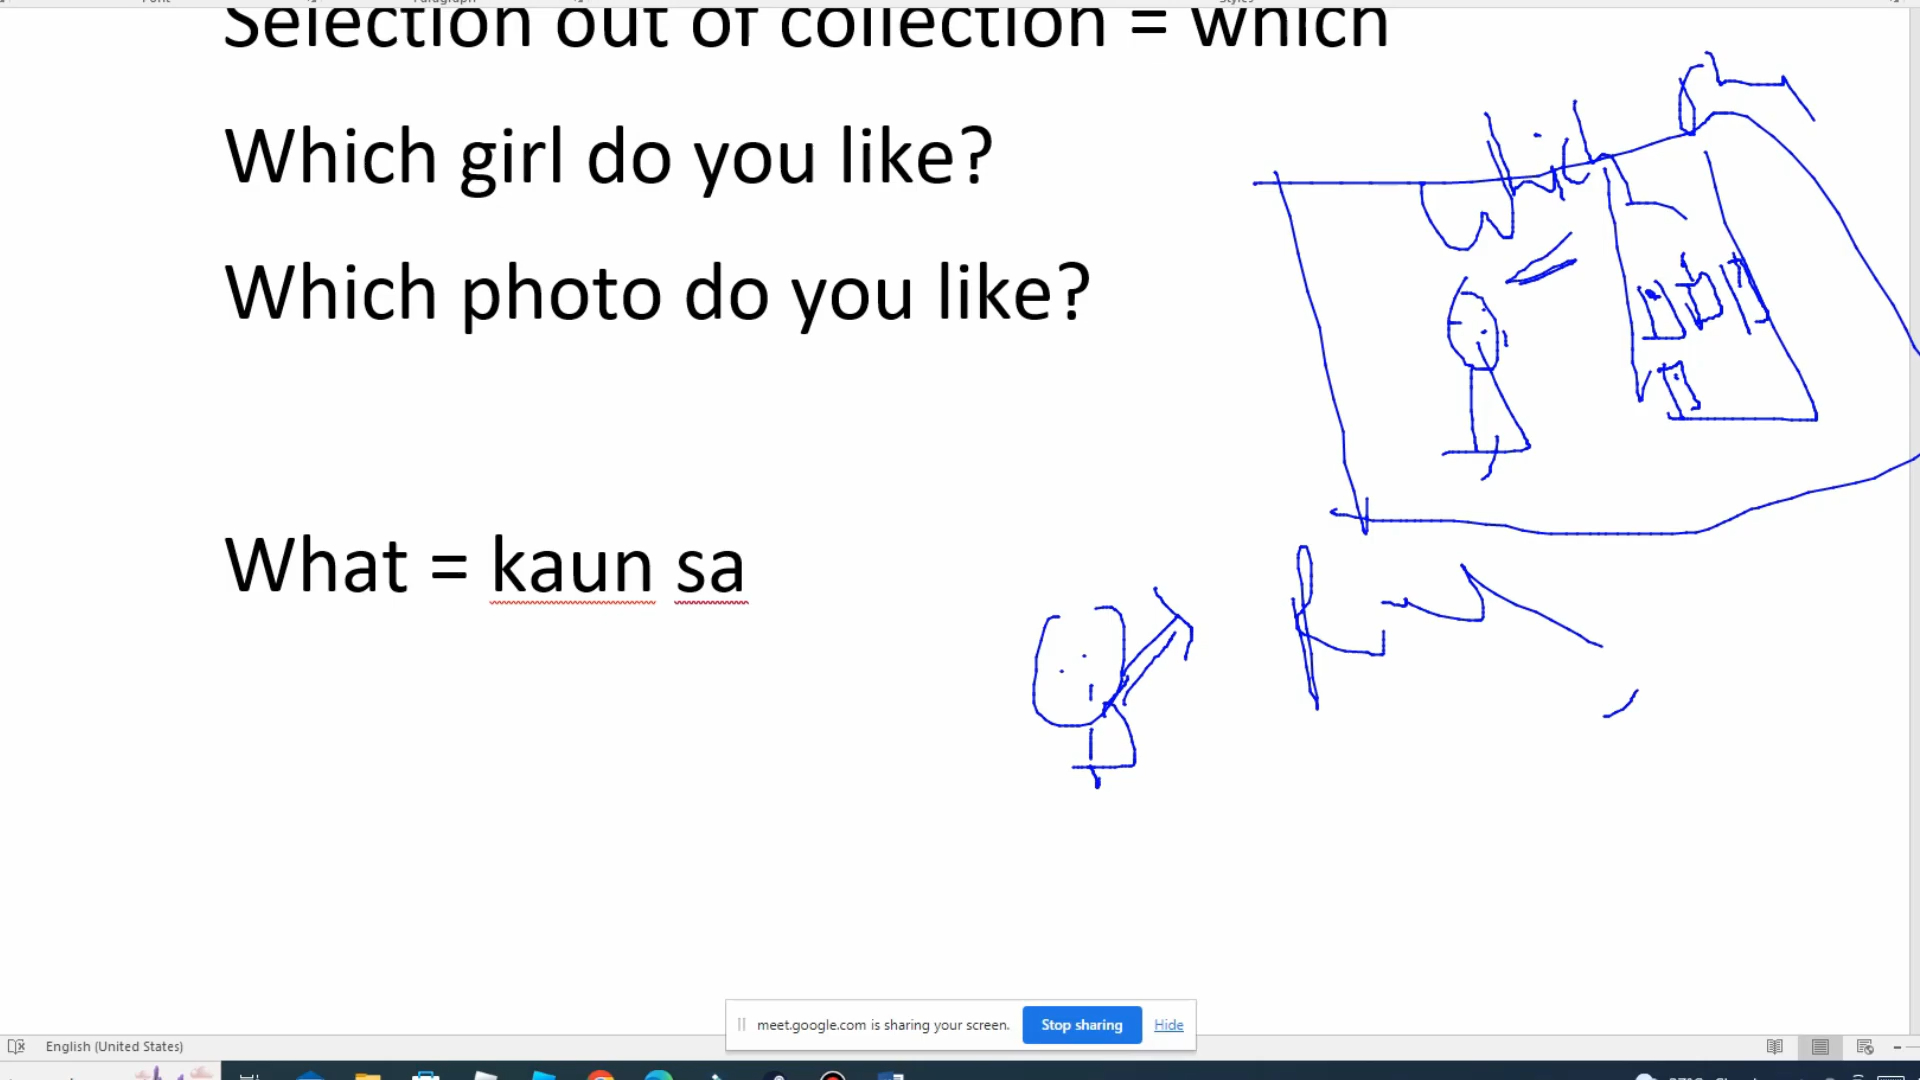 Selection out of collection = which
Which girl do you like?
Which photo do you like?
What = kaun sa
meet.google.com is sharing your screen. Stop sharing Hide
English (United States)